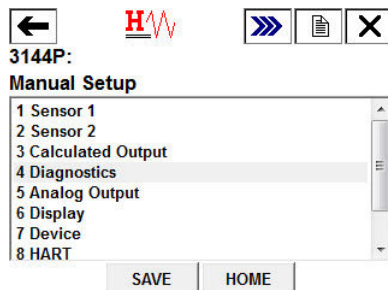 H
3144P:
Manual Setup
1 Sensor 1
2 Sensor 2
3 Calculated Output
4 Diagnostics
5 Analog Output
6 Display
7 Device
8 HART
SAVE
HOME